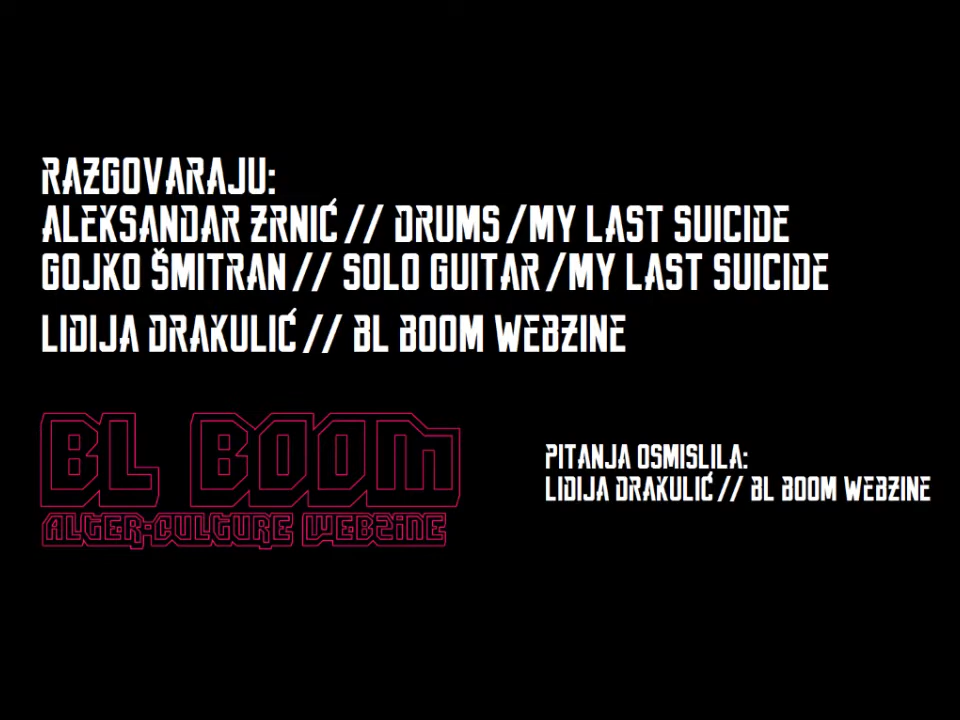 RAZGOVARAJU:
ALEKSANDAR ZRNIĆ // DRUMS /MY LAST SUICIDE
GOJKO ŠMITRAN // SOLO GUITAR /MY LAST SUICIDE
LIDIJA DRAKULIĆ // BL BOOM WEBZINE
BL BOOM
ALTER-CULTURE WEBZINE
PITANJA OSMISLILA:
LIDIJA DRAKULIĆ // BL BOOM WEBZINE